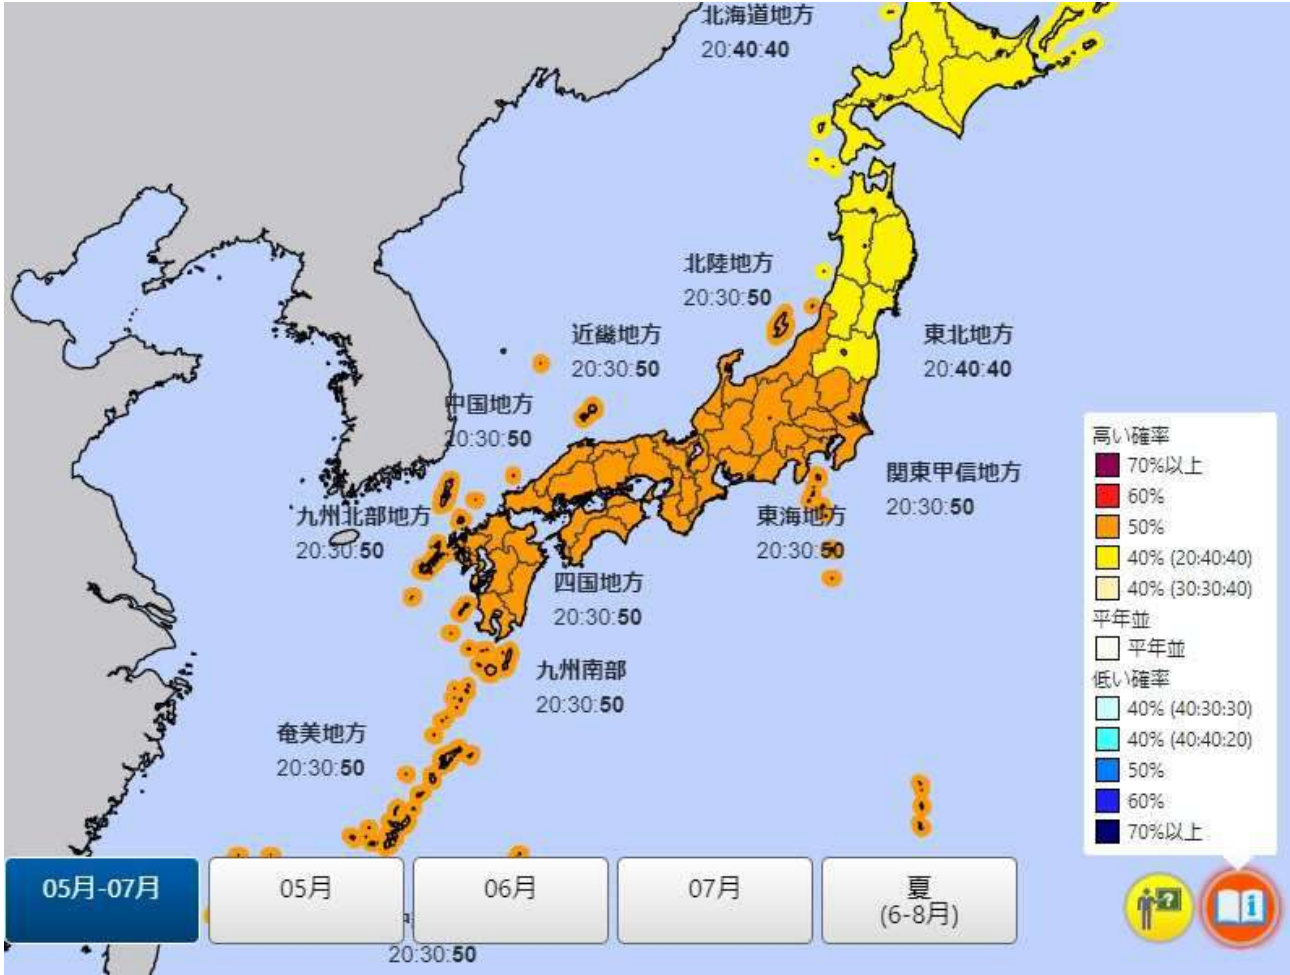 北海道地方
20:40:40
北陸地方
20:30:50
近畿地方
20:30:50
東北地方
20:40:40
中国地方
20:30:50
関東甲信地方
20:30:50
九州北部地方
20:30:50
東海地方
20:30:50
四国地方
20:30:50
九州南部
20:30:50
奄美地方
20:30:50
20:30:50
高い確率
70%以上
60%
50%
40% (20:40:40)
40% (30:30:40)
平年並
平年並
低い確率
40% (40:30:30)
40% (40:40:20)
50%
60%
70%以上
05月-07月
05月
06月
07月
夏
(6-8月)
?
i